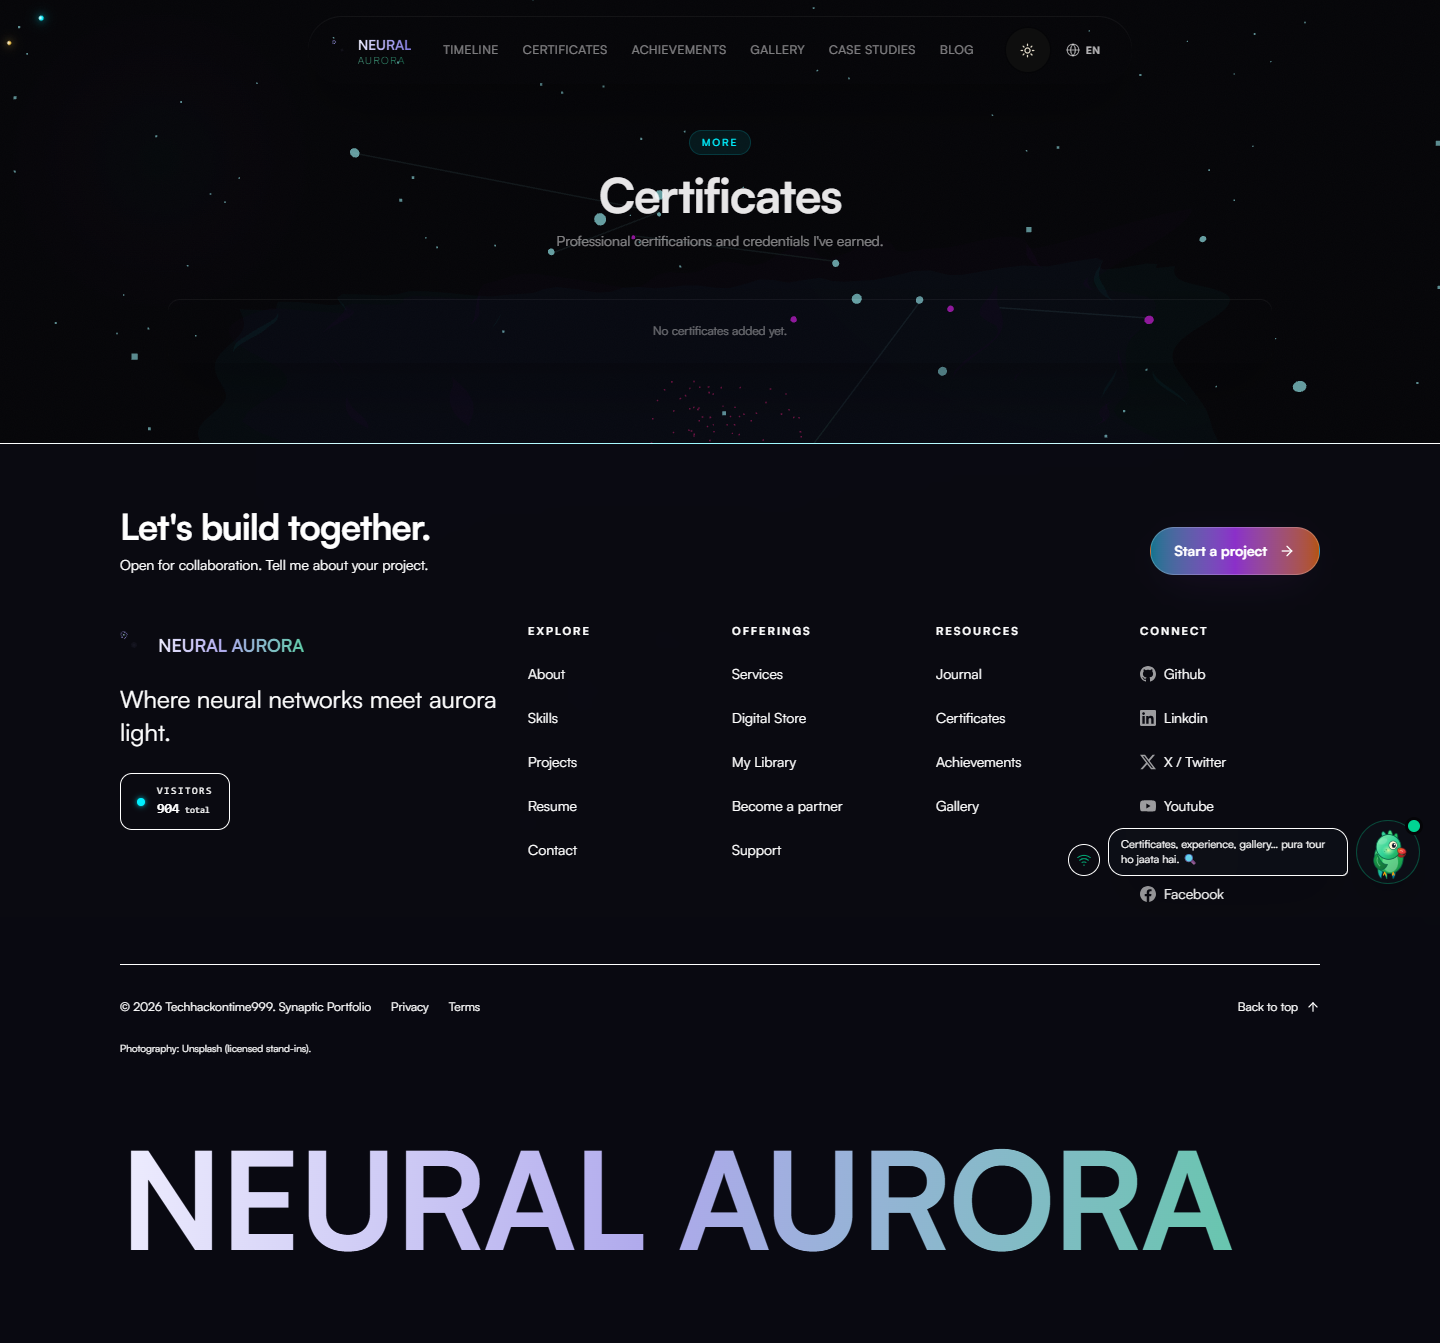 NEURAL
AURORA
TIMELINE
CERTIFICATES
ACHIEVEMENTS
GALLERY
CASE STUDIES
BLOG
EN
MORE
Certificates
Professional certifications and credentials I've earned.
No certificates added yet.
Let's build together.
Open for collaboration. Tell me about your project.
Start a project
NEURAL AURORA
Where neural networks meet aurora
light.
VISITORS
904 total
EXPLORE
About
Skills
Projects
Resume
Contact
OFFERINGS
Services
Digital Store
My Library
Become a partner
Support
RESOURCES
Journal
Certificates
Achievements
Gallery
CONNECT
Github
Linkdin
X / Twitter
Youtube
Certificates, experience, gallery... pura tour
ho jaata hai. 🔍
Facebook
© 2026 Techhackontime999. Synaptic Portfolio
Privacy
Terms
Back to top
Photography: Unsplash (licensed stand-ins).
NEURAL AURORA